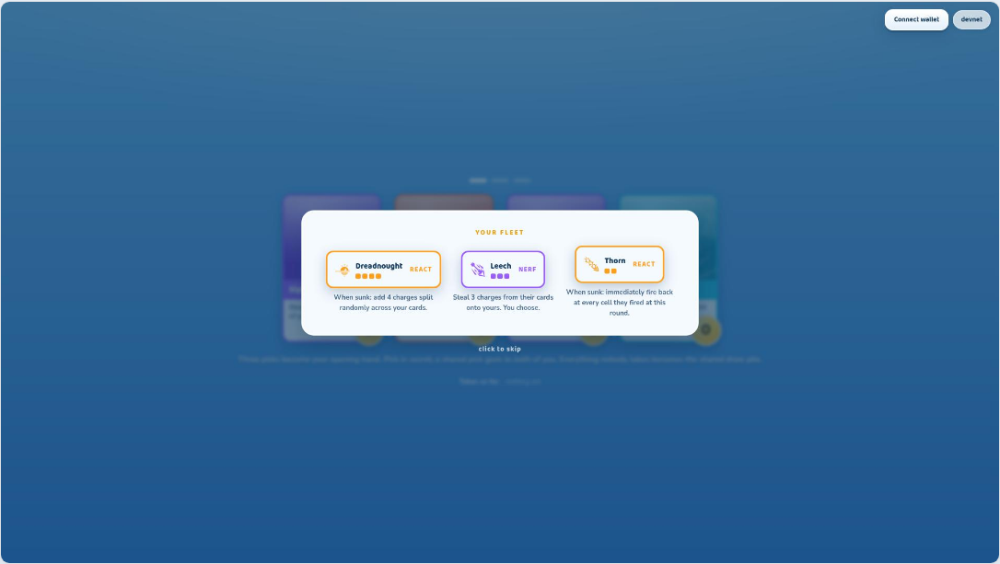 Connect wallet
devnet
YOUR FLEET
Dreadnought
REACT
Leech
NERF
Thorn
REACT
When sunk: add 4 charges split
randomly across your cards.
Steal 3 charges from their cards
onto yours. You choose.
When sunk: immediately fire back
at every cell they fired at this
round.
click to skip